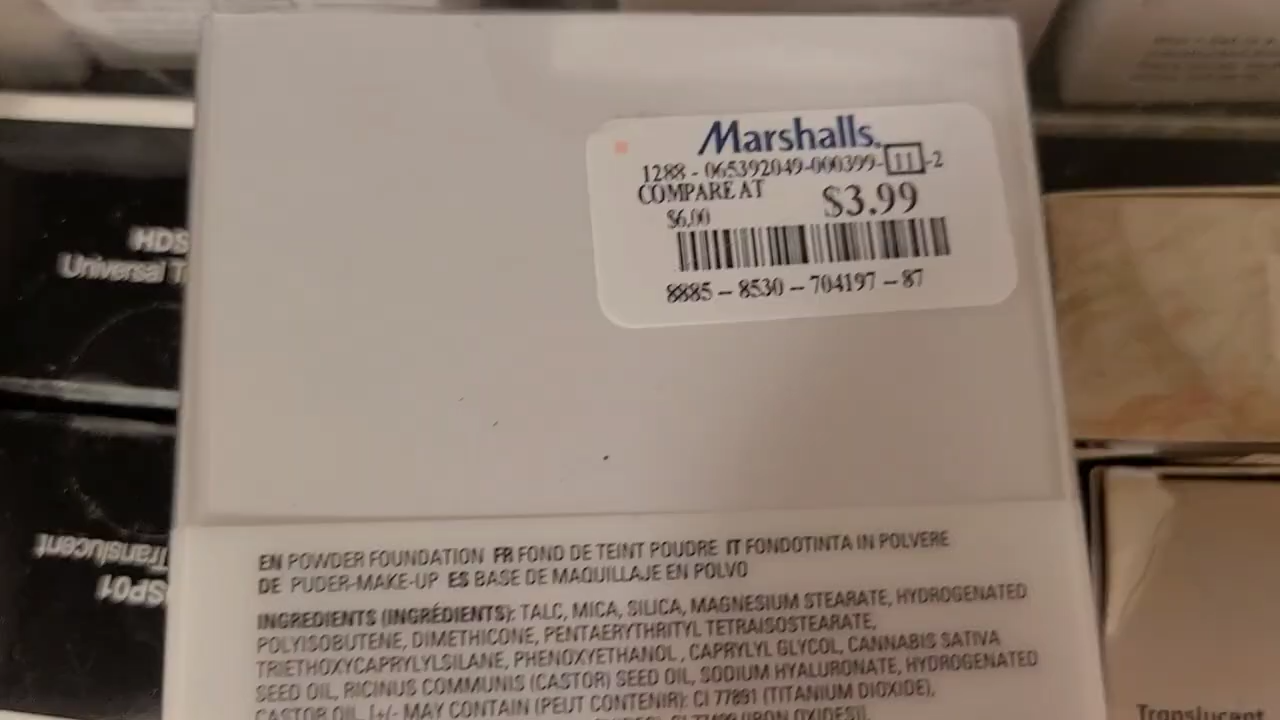 Marshalls.
1288 - 065392049-000399-11-2
COMPARE AT
$6.00
$3.99
8885 - 8530 - 704197 - 87
HDS
Universal T
Translucent
SP01
EN POWDER FOUNDATION FR FOND DE TEINT POUDRE IT FONDOTINTA IN POLVERE
DE PUDER-MAKE-UP ES BASE DE MAQUILLAJE EN POLVO
INGREDIENTS (INGRÉDIENTS): TALC, MICA, SILICA, MAGNESIUM STEARATE, HYDROGENATED
POLYISOBUTENE, DIMETHICONE, PENTAERYTHRITYL TETRAISOSTEARATE,
TRIETHOXYCAPRYLYLSILANE, PHENOXYETHANOL, CAPRYLYL GLYCOL, CANNABIS SATIVA
SEED OIL, RICINUS COMMUNIS (CASTOR) SEED OIL, SODIUM HYALURONATE, HYDROGENATED
CASTOR OIL, [+/- MAY CONTAIN (PEUT CONTENIR): CI 77891 (TITANIUM DIOXIDE),
(IRON OXIDES)].
Translucent